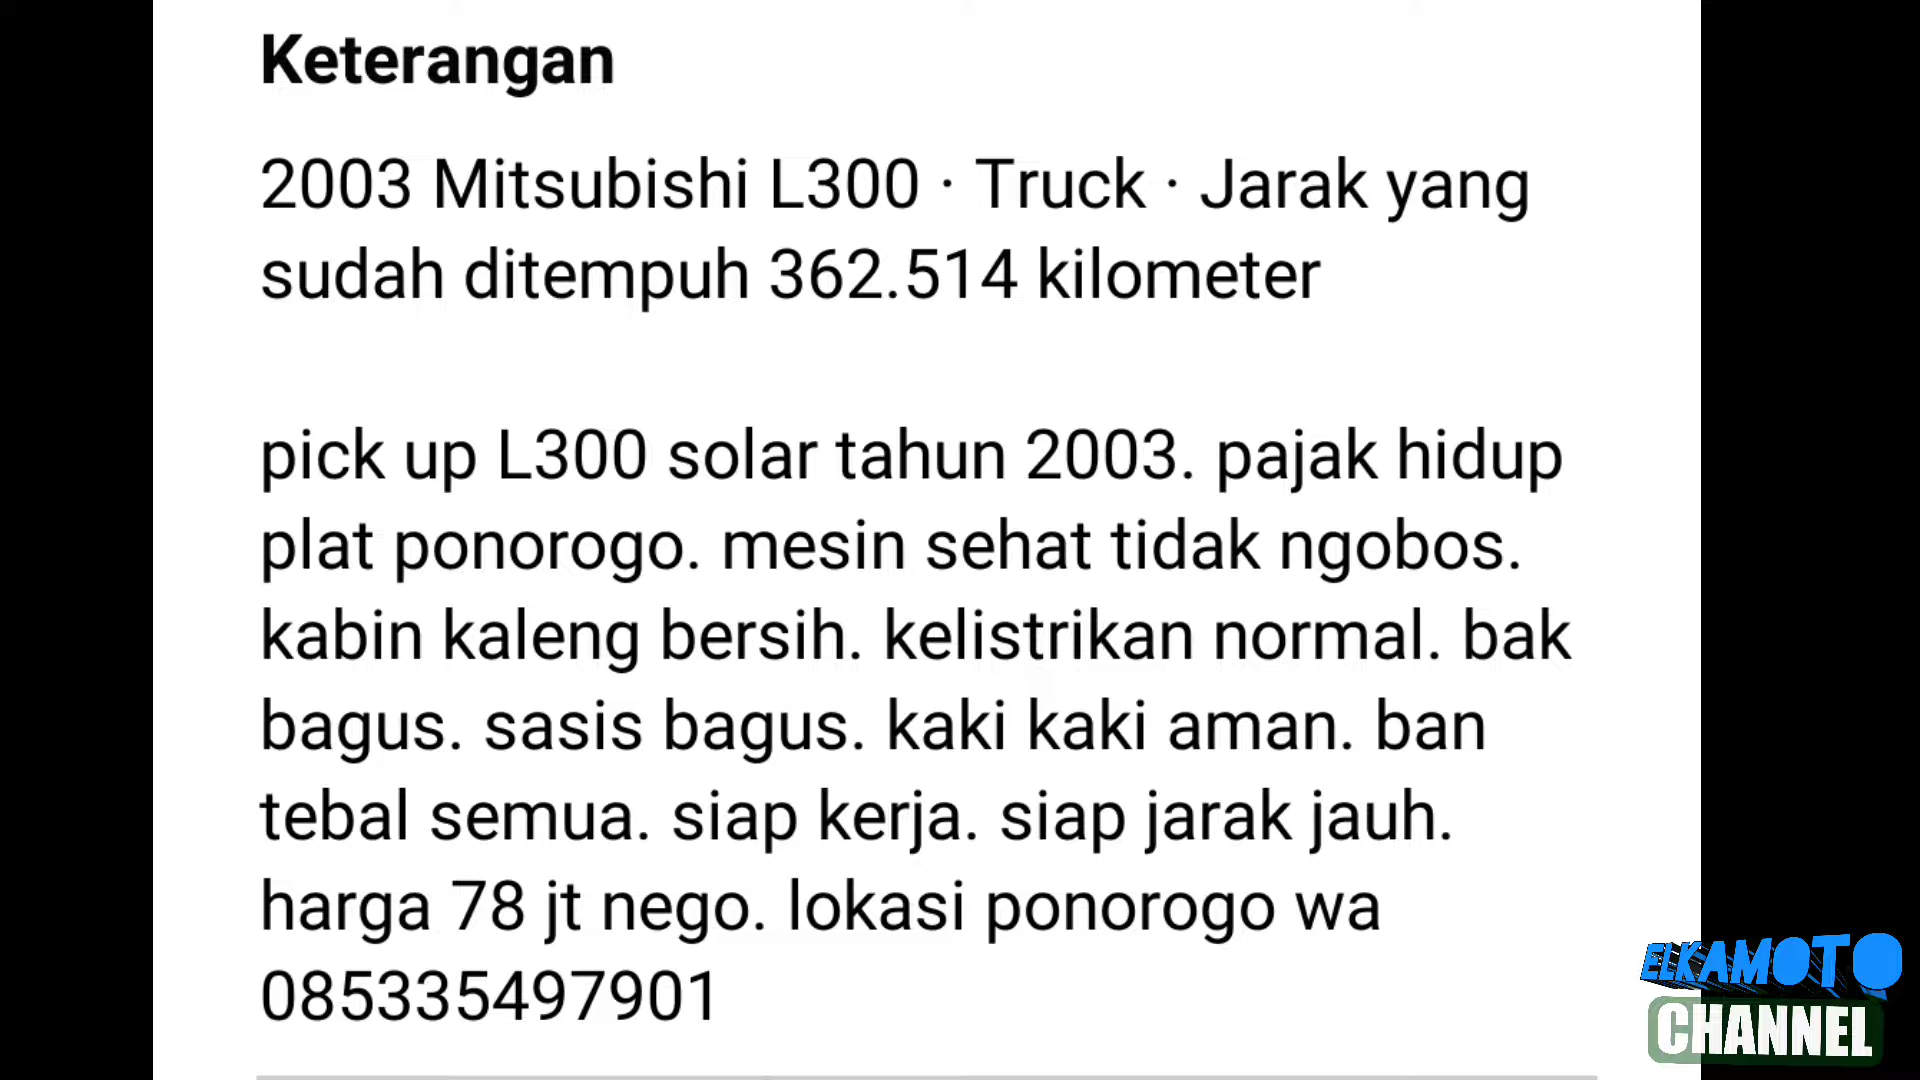 Keterangan
2003 Mitsubishi L300 · Truck · Jarak yang
sudah ditempuh 362.514 kilometer
pick up L300 solar tahun 2003. pajak hidup
plat ponorogo. mesin sehat tidak ngobos.
kabin kaleng bersih. kelistrikan normal. bak
bagus. sasis bagus. kaki kaki aman. ban
tebal semua. siap kerja. siap jarak jauh.
harga 78 jt nego. lokasi ponorogo wa
085335497901
ELKAMOTO
CHANNEL